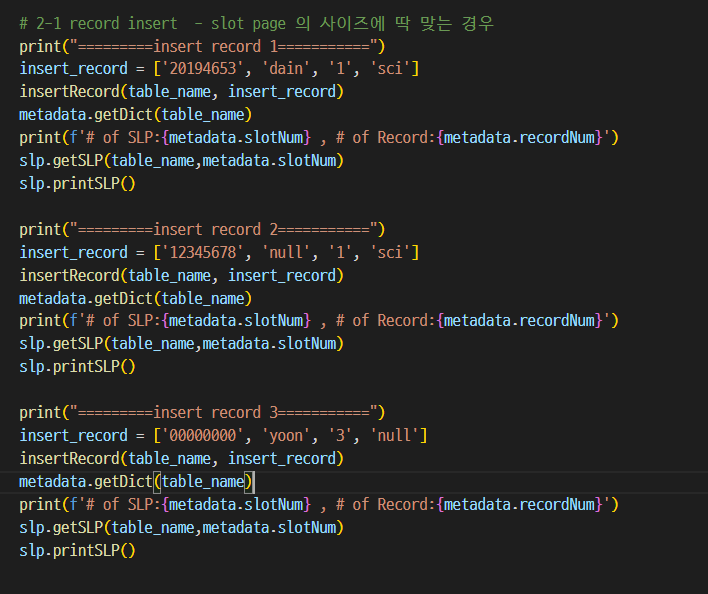 # 2-1 record insert  - slot page 의 사이즈에 딱 맞는 경우
print("=========insert record 1===========")
insert_record = ['20194653', 'dain', '1', 'sci']
insertRecord(table_name, insert_record)
metadata.getDict(table_name)
print(f'# of SLP:{metadata.slotNum} , # of Record:{metadata.recordNum}')
slp.getSLP(table_name,metadata.slotNum)
slp.printSLP()
print("=========insert record 2===========")
insert_record = ['12345678', 'null', '1', 'sci']
insertRecord(table_name, insert_record)
metadata.getDict(table_name)
print(f'# of SLP:{metadata.slotNum} , # of Record:{metadata.recordNum}')
slp.getSLP(table_name,metadata.slotNum)
slp.printSLP()
print("=========insert record 3===========")
insert_record = ['00000000', 'yoon', '3', 'null']
insertRecord(table_name, insert_record)
metadata.getDict(table_name)
print(f'# of SLP:{metadata.slotNum} , # of Record:{metadata.recordNum}')
slp.getSLP(table_name,metadata.slotNum)
slp.printSLP()